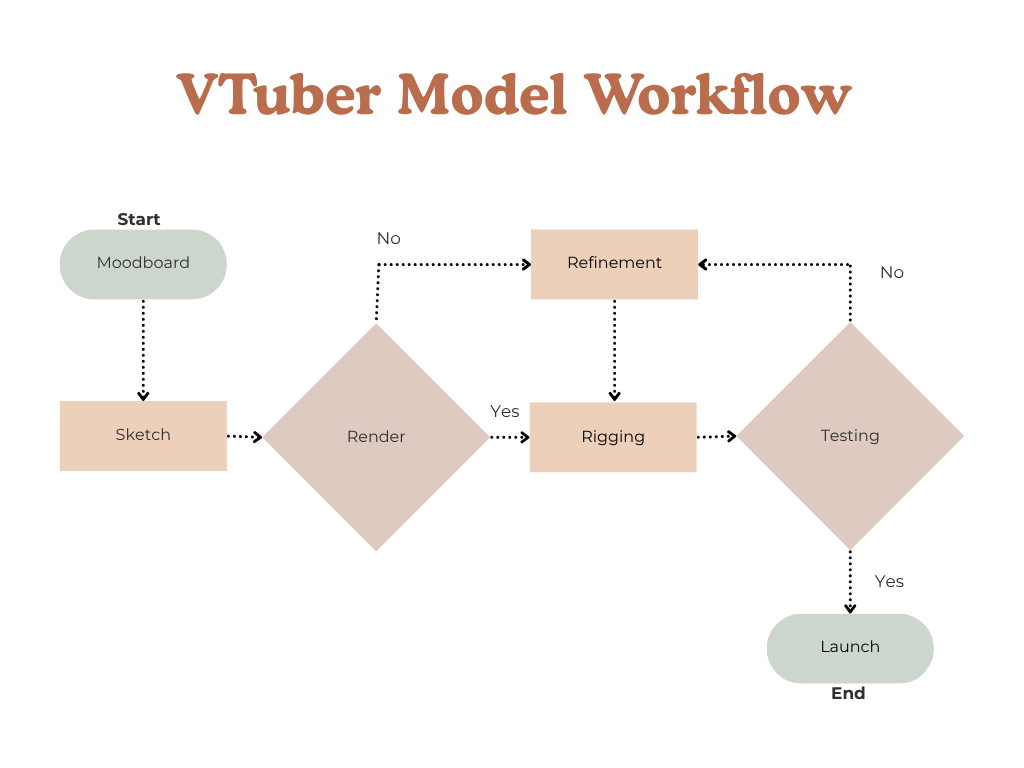 VTuber Model Workflow
Start
Moodboard
No
Refinement
No
Sketch
Render
Yes
Rigging
Testing
Yes
Launch
End